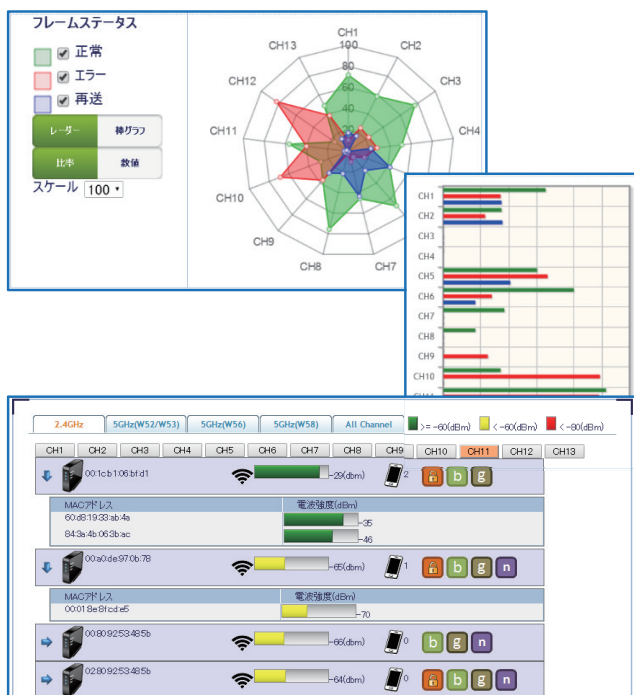 フレームステータス
正常
エラー
再送
レーダー 棒グラフ
比率 数値
スケール 100
CH1
CH2
CH3
CH4
CH7
CH8
CH9
CH10
CH11
CH12
CH13
100
80
60
40
20
CH1
CH2
CH3
CH4
CH5
CH6
CH7
CH8
CH9
CH10
2.4GHz 5GHz(W52/W53) 5GHz(W56) 5GHz(W58) All Channel >= -60(dBm) < -60(dBm) < -80(dBm)
CH1 CH2 CH3 CH4 CH5 CH6 CH7 CH8 CH9 CH10 CH11 CH12 CH13
00:1c:b1:06:bf:d1 -29(dbm) 2 b g
MACアドレス 電波強度(dBm)
60:d8:19:33:ab:4a -35
84:3a:4b:06:3b:ac -46
00:a0:de:97:0b:78 -65(dbm) 1 b g n
MACアドレス 電波強度(dBm)
00:01:8e:8f:cd:e5 -70
00:80:92:53:48:5b -66(dbm) 0 b g n
02:80:92:53:48:5b -64(dbm) 0 b g n